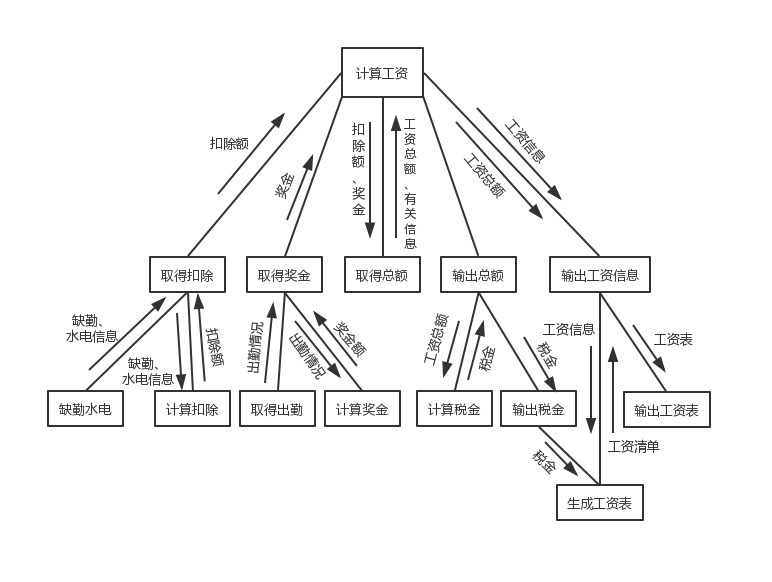 计算工资
扣除额
奖金
扣除额、奖金
工资总额、有关信息
工资总额
工资信息
取得扣除
取得奖金
取得总额
输出总额
输出工资信息
缺勤、
水电信息
缺勤、
水电信息
扣除额
出勤情况
出勤情况
奖金额
工资总额
税金
税金
工资信息
工资表
缺勤水电
计算扣除
取得出勤
计算奖金
计算税金
输出税金
输出工资表
工资清单
税金
生成工资表